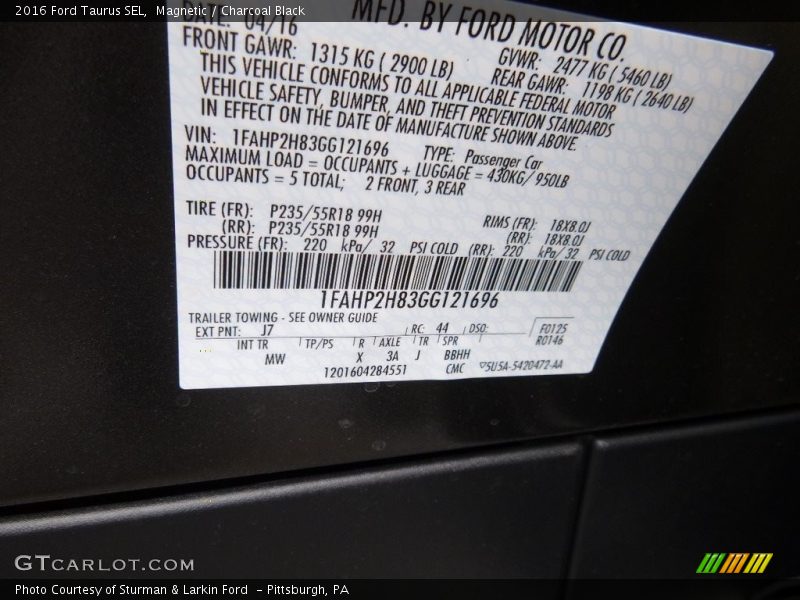 2016 Ford Taurus SEL, Magnetic / Charcoal Black
DATE: 04/16
MFD. BY FORD MOTOR CO.
FRONT GAWR: 1315 KG ( 2900 LB)
GVWR: 2477 KG ( 5460 LB)
REAR GAWR: 1198 KG ( 2640 LB)
THIS VEHICLE CONFORMS TO ALL APPLICABLE FEDERAL MOTOR
VEHICLE SAFETY, BUMPER, AND THEFT PREVENTION STANDARDS
IN EFFECT ON THE DATE OF MANUFACTURE SHOWN ABOVE.
VIN: 1FAHP2H83GG121696
TYPE: Passenger Car
MAXIMUM LOAD = OCCUPANTS + LUGGAGE = 430KG/ 950LB
OCCUPANTS = 5 TOTAL; 2 FRONT, 3 REAR
TIRE (FR): P235/55R18 99H RIMS (FR): 18X8.0J
(RR): P235/55R18 99H (RR): 18X8.0J
PRESSURE (FR): 220 kPa/ 32 PSI COLD (RR): 220 kPa/ 32 PSI COLD
1FAHP2H83GG121696
TRAILER TOWING - SEE OWNER GUIDE
EXT PNT: J7 RC: 44 DSO: F0125
R0146
INT TR TP/PS R AXLE TR SPR
MW X 3A J BBHH
1201604284551 CMC 5U5A-5420472-AA
GTCARLOT.COM
Photo Courtesy of Sturman & Larkin Ford - Pittsburgh, PA